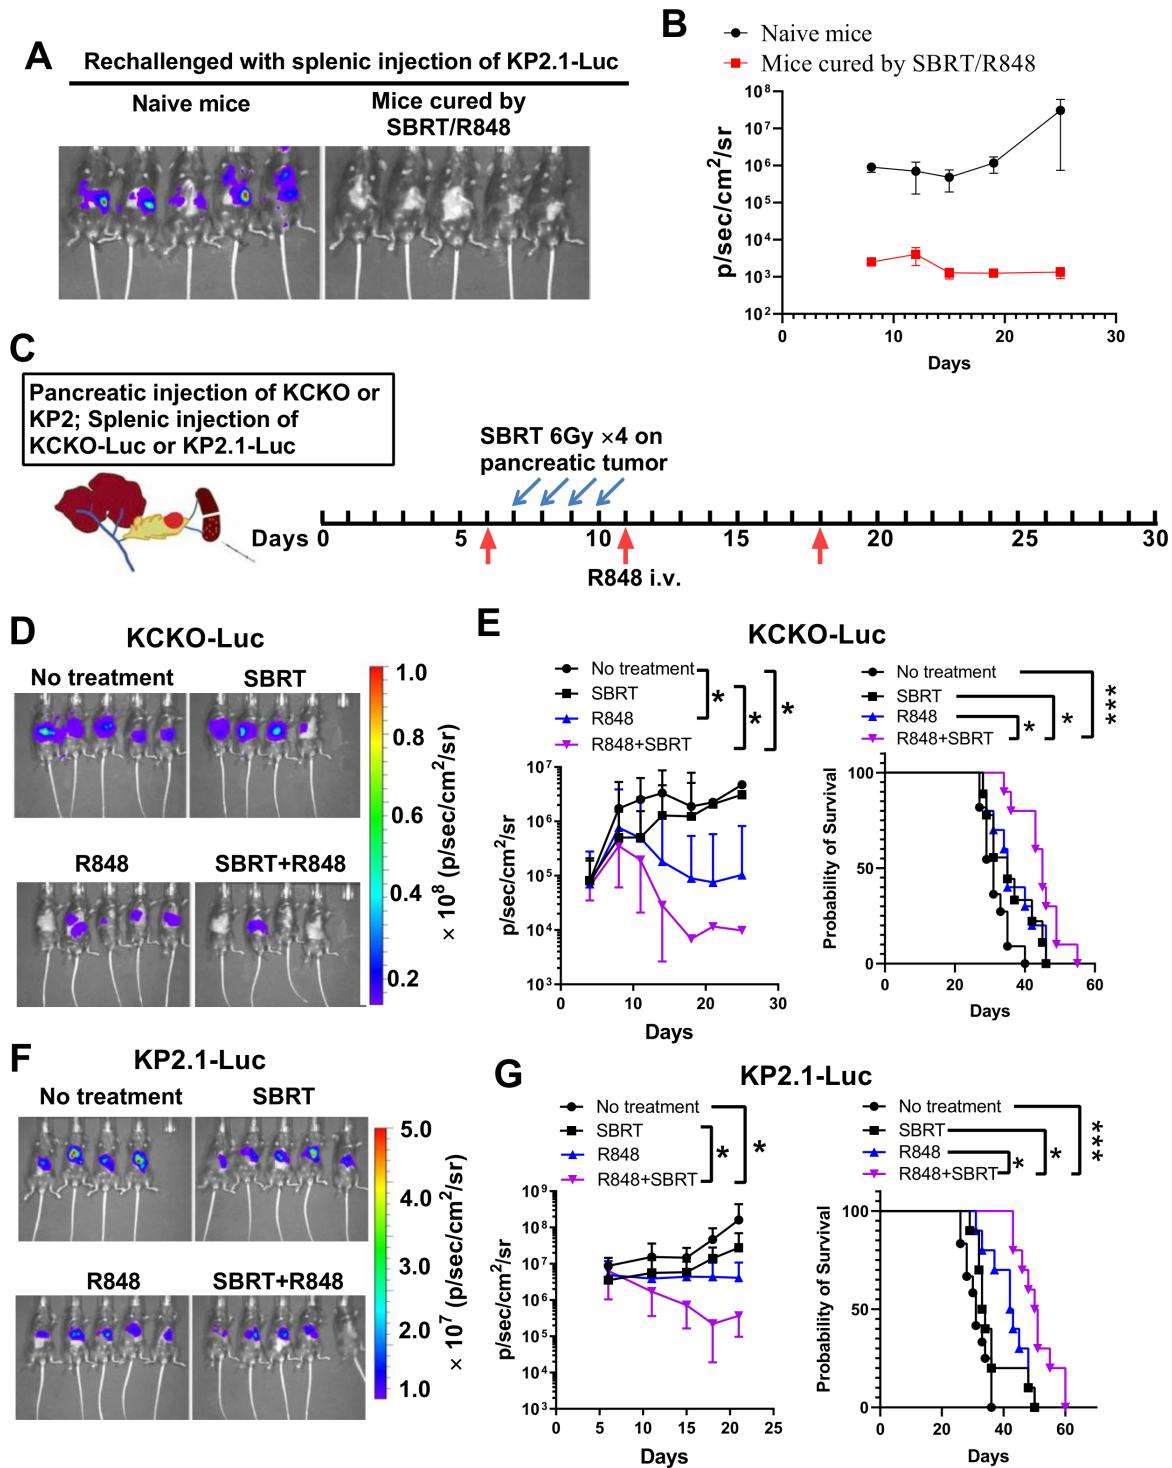 A
Rechallenged with splenic injection of KP2.1-Luc
Naive mice
Mice cured by
SBRT/R848
B
Naive mice
Mice cured by SBRT/R848
p/sec/cm²/sr
10⁸
10⁷
10⁶
10⁵
10⁴
10³
10²
0 10 20 30
Days
C
Pancreatic injection of KCKO or
KP2; Splenic injection of
KCKO-Luc or KP2.1-Luc
SBRT 6Gy ×4 on
pancreatic tumor
Days 0 5 10 15 20 25 30
R848 i.v.
D
KCKO-Luc
No treatment
SBRT
R848
SBRT+R848
1.0
0.8
0.6
0.4
0.2
× 10⁸ (p/sec/cm²/sr)
E
KCKO-Luc
No treatment
SBRT
R848
R848+SBRT
*
*
*
p/sec/cm²/sr
10⁷
10⁶
10⁵
10⁴
10³
0 10 20 30
Days
No treatment
SBRT
R848
R848+SBRT
*
*
***
Probability of Survival
100
50
0
0 20 40 60
Days
F
KP2.1-Luc
No treatment
SBRT
R848
SBRT+R848
5.0
4.0
3.0
2.0
1.0
× 10⁷ (p/sec/cm²/sr)
G
KP2.1-Luc
No treatment
SBRT
R848
R848+SBRT
*
*
p/sec/cm²/sr
10⁹
10⁸
10⁷
10⁶
10⁵
10⁴
10³
0 5 10 15 20 25
Days
No treatment
SBRT
R848
R848+SBRT
*
*
***
Probability of Survival
100
50
0
0 20 40 60
Days